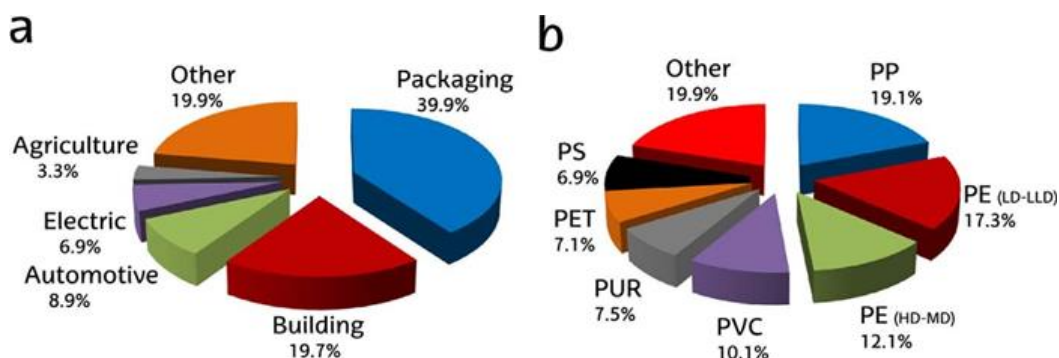 a
Other
19.9%
Packaging
39.9%
Agriculture
3.3%
Electric
6.9%
Automotive
8.9%
Building
19.7%
b
Other
19.9%
PP
19.1%
PS
6.9%
PE (LD-LLD)
17.3%
PET
7.1%
PUR
7.5%
PVC
10.1%
PE (HD-MD)
12.1%